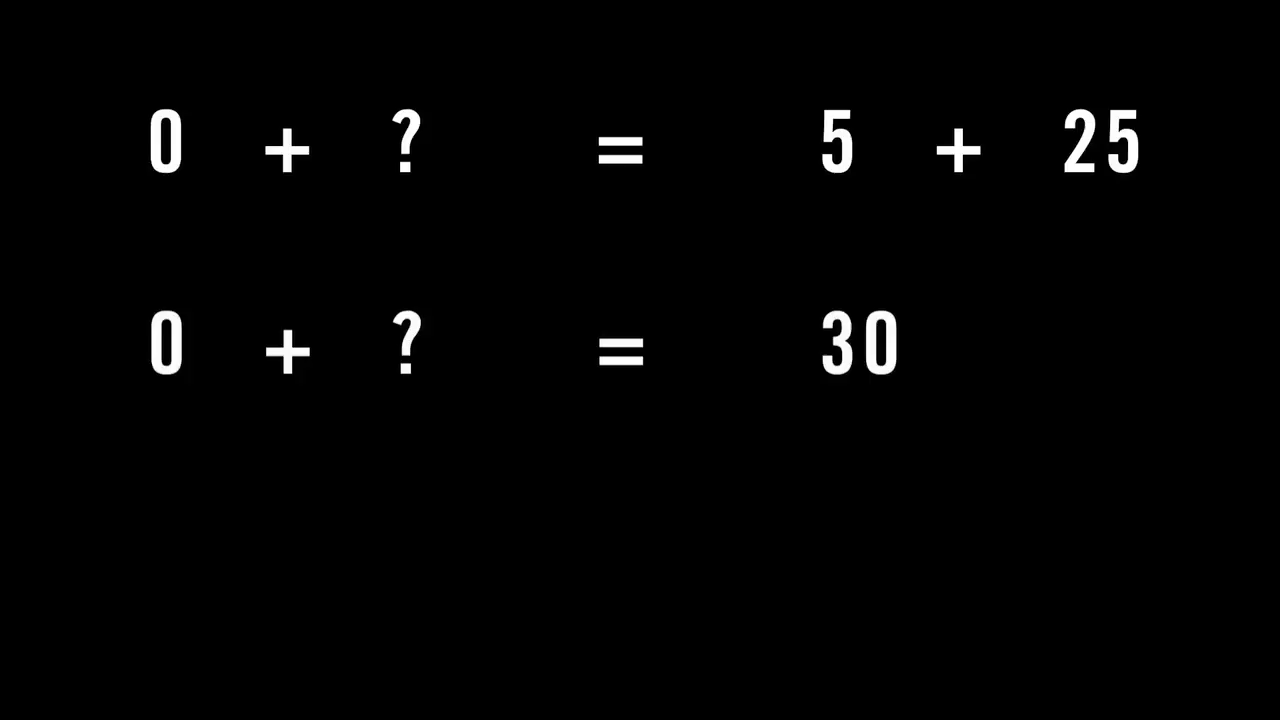 0 + ? = 5 + 25
0 + ? = 30